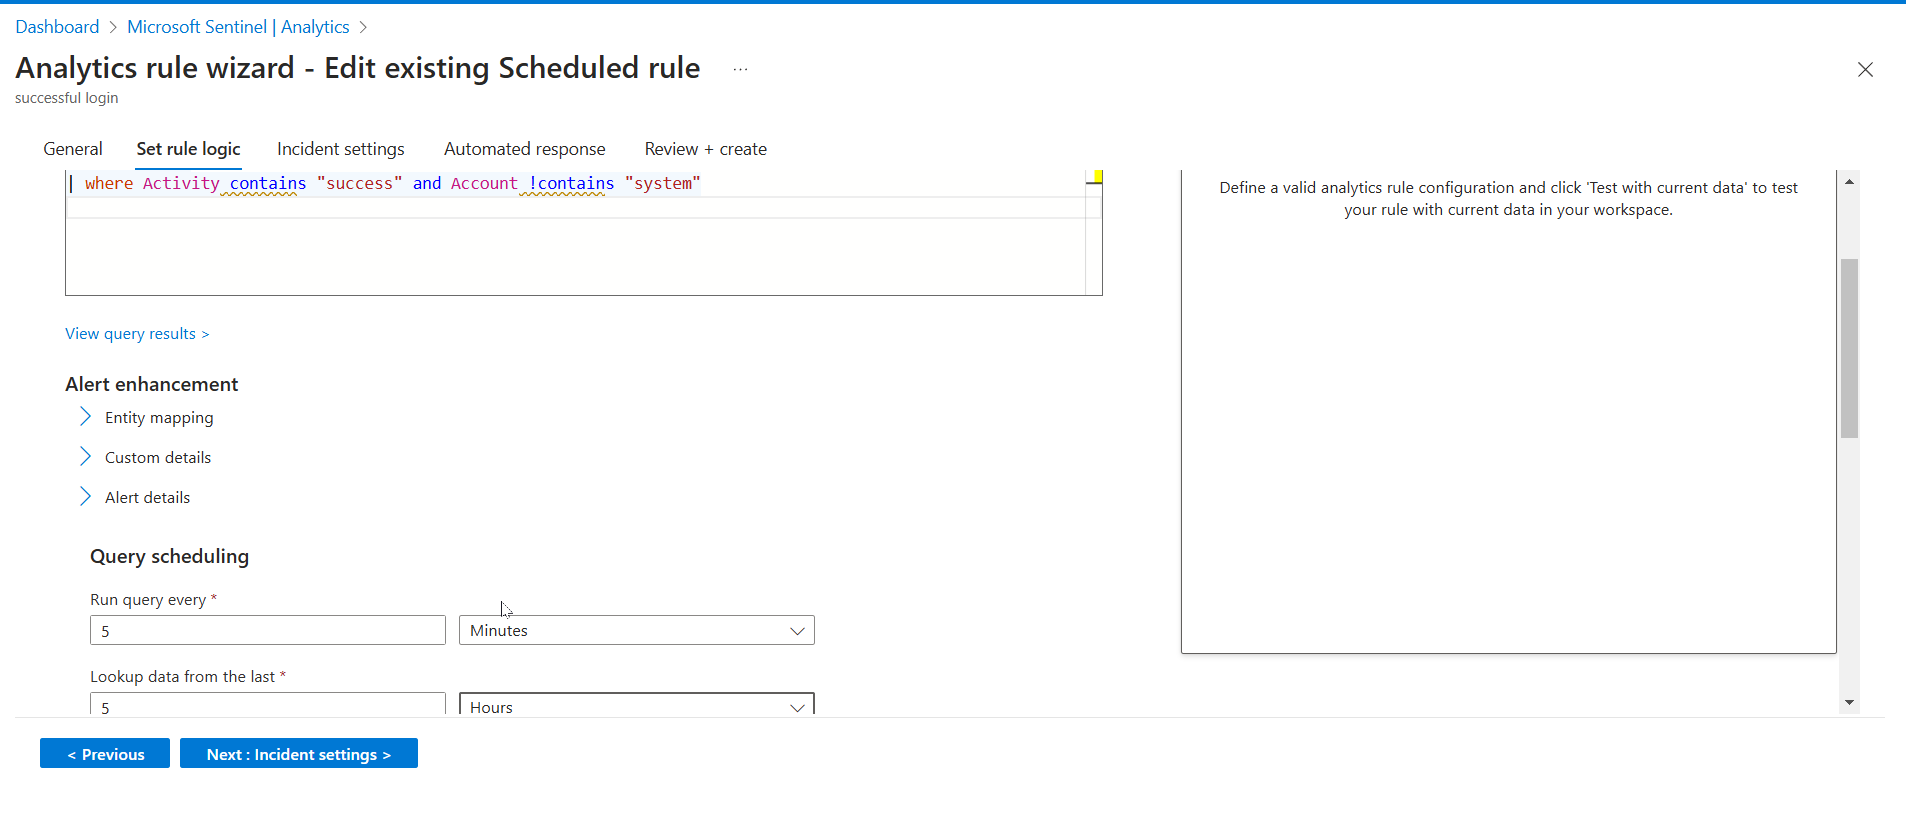 Dashboard > Microsoft Sentinel | Analytics >
Analytics rule wizard - Edit existing Scheduled rule ...
successful login
General Set rule logic Incident settings Automated response Review + create
| where Activity contains "success" and Account !contains "system"
Define a valid analytics rule configuration and click 'Test with current data' to test
your rule with current data in your workspace.
View query results >
Alert enhancement
Entity mapping
Custom details
Alert details
Query scheduling
Run query every *
5 Minutes
Lookup data from the last *
5 Hours
< Previous Next : Incident settings >